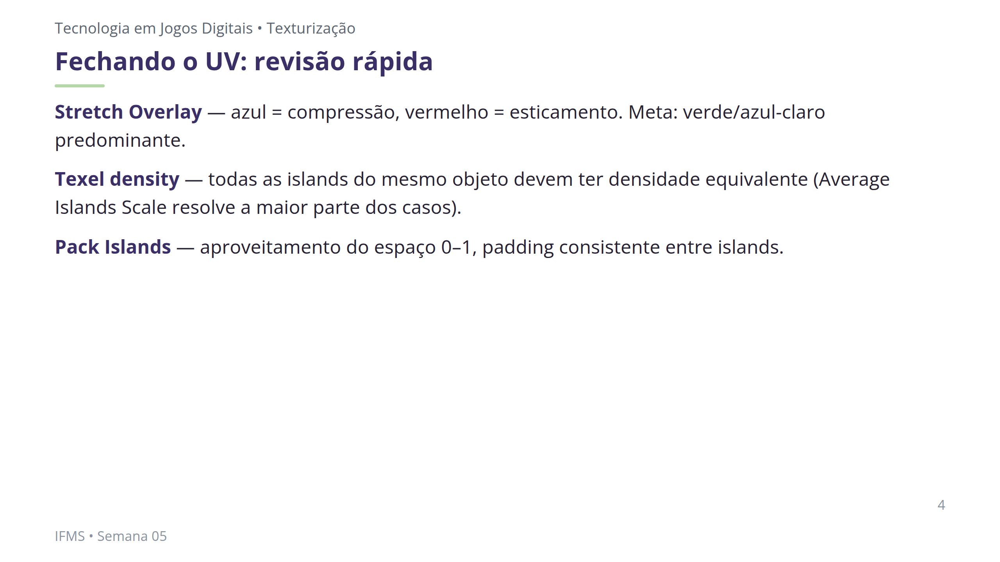 Tecnologia em Jogos Digitais • Texturização
Fechando o UV: revisão rápida
Stretch Overlay — azul = compressão, vermelho = esticamento. Meta: verde/azul-claro
predominante.
Texel density — todas as islands do mesmo objeto devem ter densidade equivalente (Average
Islands Scale resolve a maior parte dos casos).
Pack Islands — aproveitamento do espaço 0–1, padding consistente entre islands.
4
IFMS • Semana 05